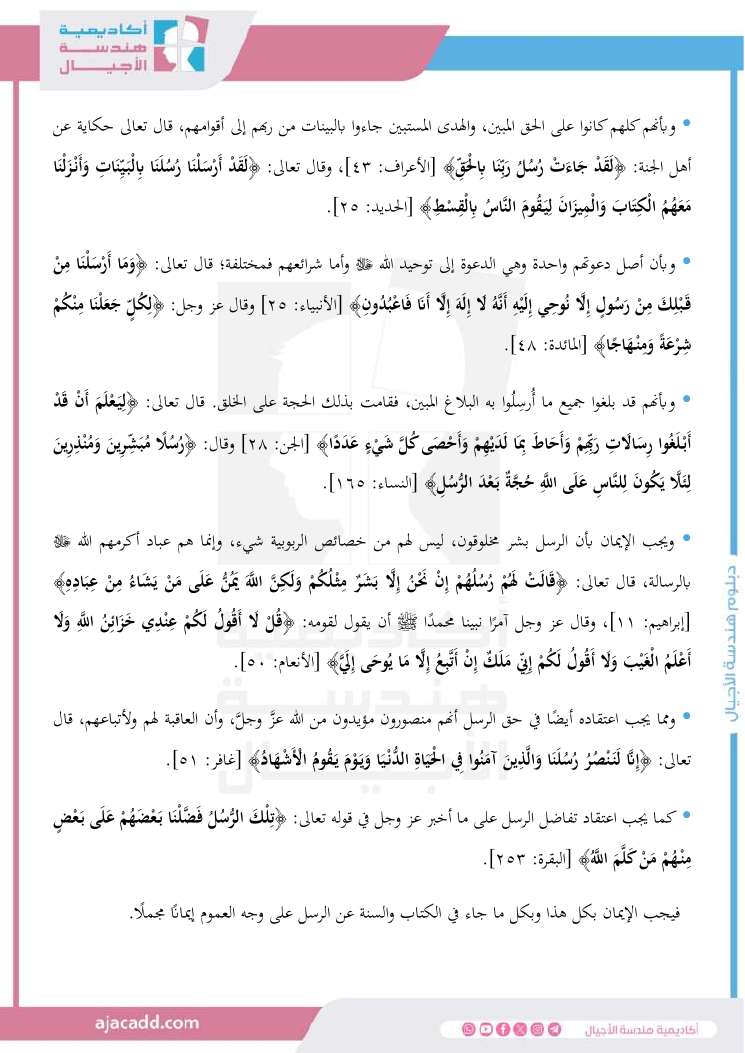 أكاديمية
هندسة
الأجيال
• وبأنهم كلهم كانوا على الحق المبين، والهدى المستبين جاءوا بالبينات من ربهم إلى أقوامهم، قال تعالى حكاية عن
أهل الجنة: ﴿لَقَدْ جَاءَتْ رُسُلُ رَبِّنَا بِالْحَقِّ﴾ [الأعراف: ٤٣]، وقال تعالى: ﴿لَقَدْ أَرْسَلْنَا رُسُلَنَا بِالْبَيِّنَاتِ وَأَنْزَلْنَا
مَعَهُمُ الْكِتَابَ وَالْمِيزَانَ لِيَقُومَ النَّاسُ بِالْقِسْطِ﴾ [الحديد: ٢٥].
• وبأن أصل دعوتهم واحدة وهي الدعوة إلى توحيد الله ﷻ وأما شرائعهم فمختلفة؛ قال تعالى: ﴿وَمَا أَرْسَلْنَا مِنْ
قَبْلِكَ مِنْ رَسُولٍ إِلَّا نُوحِي إِلَيْهِ أَنَّهُ لَا إِلَهَ إِلَّا أَنَا فَاعْبُدُونِ﴾ [الأنبياء: ٢٥] وقال عز وجل: ﴿لِكُلٍّ جَعَلْنَا مِنْكُمْ
شِرْعَةً وَمِنْهَاجًا﴾ [المائدة: ٤٨].
• وبأنهم قد بلغوا جميع ما أُرسِلُوا به البلاغ المبين، فقامت بذلك الحجة على الخلق. قال تعالى: ﴿لِيَعْلَمَ أَنْ قَدْ
أَبْلَغُوا رِسَالَاتِ رَبِّهِمْ وَأَحَاطَ بِمَا لَدَيْهِمْ وَأَحْصَى كُلَّ شَيْءٍ عَدَدًا﴾ [الجن: ٢٨] وقال: ﴿رُسُلًا مُبَشِّرِينَ وَمُنْذِرِينَ
لِئَلَّا يَكُونَ لِلنَّاسِ عَلَى اللَّهِ حُجَّةٌ بَعْدَ الرُّسُلِ﴾ [النساء: ١٦٥].
• ويجب الإيمان بأن الرسل بشر مخلوقون، ليس لهم من خصائص الربوبية شيء، وإنما هم عباد أكرمهم الله ﷻ
بالرسالة، قال تعالى: ﴿قَالَتْ لَهُمْ رُسُلُهُمْ إِنْ نَحْنُ إِلَّا بَشَرٌ مِثْلُكُمْ وَلَكِنَّ اللَّهَ يَمُنُّ عَلَى مَنْ يَشَاءُ مِنْ عِبَادِهِ﴾
[إبراهيم: ١١]، وقال عز وجل آمرًا نبينا محمدًا ﷺ أن يقول لقومه: ﴿قُلْ لَا أَقُولُ لَكُمْ عِنْدِي خَزَائِنُ اللَّهِ وَلَا
أَعْلَمُ الْغَيْبَ وَلَا أَقُولُ لَكُمْ إِنِّي مَلَكٌ إِنْ أَتَّبِعُ إِلَّا مَا يُوحَى إِلَيَّ﴾ [الأنعام: ٥٠].
• ومما يجب اعتقاده أيضًا في حق الرسل أنهم منصورون مؤيدون من الله عزَّ وجلَّ، وأن العاقبة لهم ولأتباعهم، قال
تعالى: ﴿إِنَّا لَنَنْصُرُ رُسُلَنَا وَالَّذِينَ آمَنُوا فِي الْحَيَاةِ الدُّنْيَا وَيَوْمَ يَقُومُ الْأَشْهَادُ﴾ [غافر: ٥١].
• كما يجب اعتقاد تفاضل الرسل على ما أخبر عز وجل في قوله تعالى: ﴿تِلْكَ الرُّسُلُ فَضَّلْنَا بَعْضَهُمْ عَلَى بَعْضٍ
مِنْهُمْ مَنْ كَلَّمَ اللَّهُ﴾ [البقرة: ٢٥٣].
فيجب الإيمان بكل هذا وبكل ما جاء في الكتاب والسنة عن الرسل على وجه العموم إيمانًا مجملًا.
دبلوم هندسة الأجيال
أكاديمية هندسة الأجيال
ajacadd.com
أكاديمية
هندسة
الأجيال